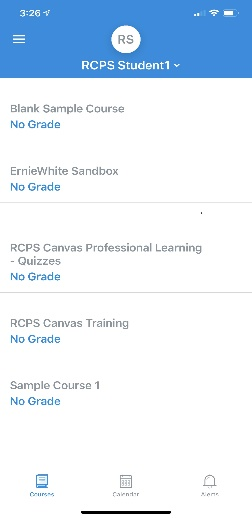 3:26
RS
RCPS Student1
Blank Sample Course
No Grade
ErnieWhite Sandbox
No Grade
RCPS Canvas Professional Learning
- Quizzes
No Grade
RCPS Canvas Training
No Grade
Sample Course 1
No Grade
Courses Calendar Alerts